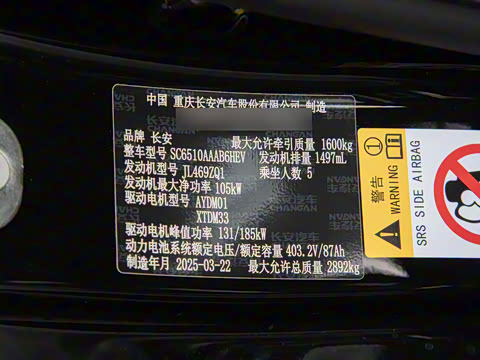 中国 重庆长安汽车股份有限公司 制造
品牌 长安 最大允许牵引质量 1600kg
整车型号 SC6510AAAB6HEV 发动机排量 1497mL
发动机型号 JL469ZQ1 乘坐人数 5
发动机最大净功率 105kW
驱动电机型号 AYDM01
XTDM33
驱动电机峰值功率 131/185kW
动力电池系统额定电压/额定容量 403.2V/87Ah
制造年月 2025-03-22 最大允许总质量 2892kg
警告
WARNING
SRS SIDE AIRBAG